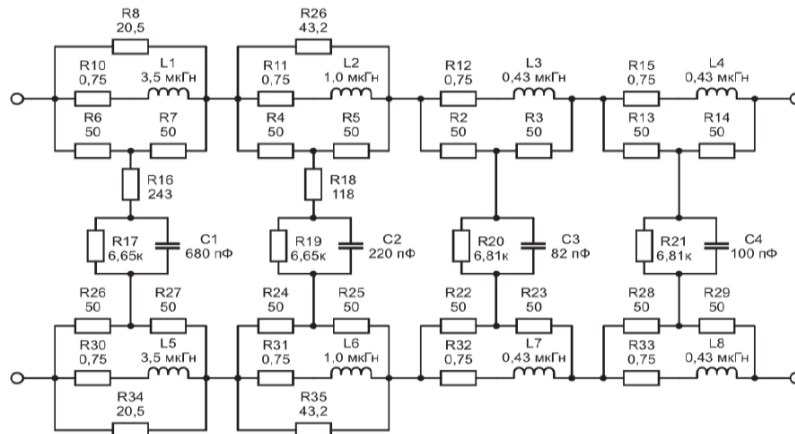 R8
20,5
R26
43,2
R10
0,75
L1
3,5 мкГн
R11
0,75
L2
1,0 мкГн
R12
0,75
L3
0,43 мкГн
R15
0,75
L4
0,43 мкГн
R6
50
R7
50
R4
50
R5
50
R2
50
R3
50
R13
50
R14
50
R16
243
R18
118
R17
6,65к
C1
680 пФ
R19
6,65к
C2
220 пФ
R20
6,81к
C3
82 пФ
R21
6,81к
C4
100 пФ
R26
50
R27
50
R24
50
R25
50
R22
50
R23
50
R28
50
R29
50
R30
0,75
L5
3,5 мкГн
R31
0,75
L6
1,0 мкГн
R32
0,75
L7
0,43 мкГн
R33
0,75
L8
0,43 мкГн
R34
20,5
R35
43,2